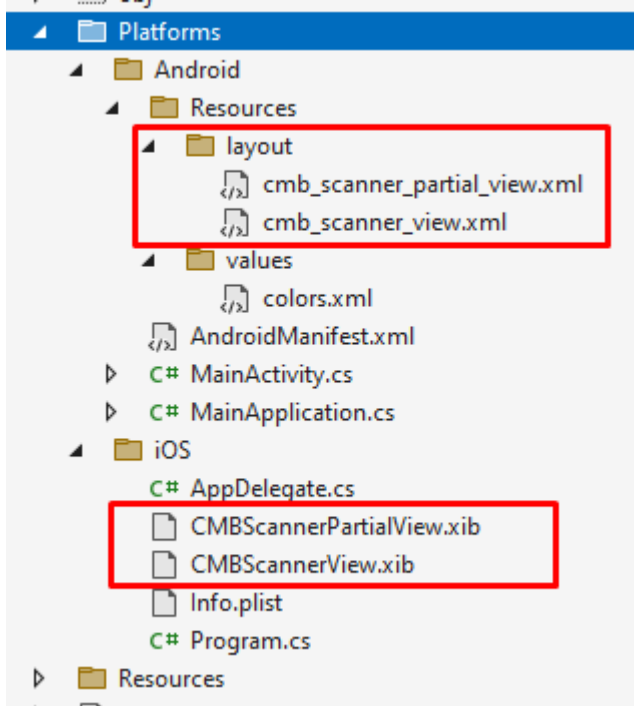 Platforms
Android
Resources
layout
cmb_scanner_partial_view.xml
cmb_scanner_view.xml
values
colors.xml
AndroidManifest.xml
C# MainActivity.cs
C# MainApplication.cs
iOS
C# AppDelegate.cs
CMBScannerPartialView.xib
CMBScannerView.xib
Info.plist
C# Program.cs
Resources